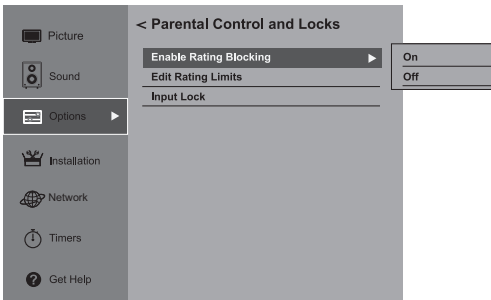 Picture
Sound
Options
Installation
Network
Timers
Get Help
< Parental Control and Locks
Enable Rating Blocking
Edit Rating Limits
Input Lock
On
Off